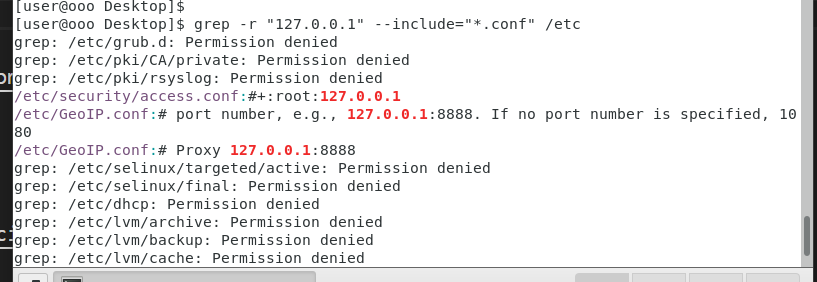 [user@ooo Desktop]$
[user@ooo Desktop]$ grep -r "127.0.0.1" --include="*.conf" /etc
grep: /etc/grub.d: Permission denied
grep: /etc/pki/CA/private: Permission denied
grep: /etc/pki/rsyslog: Permission denied
/etc/security/access.conf:#+:root:127.0.0.1
/etc/GeoIP.conf:# port number, e.g., 127.0.0.1:8888. If no port number is specified, 10
80
/etc/GeoIP.conf:# Proxy 127.0.0.1:8888
grep: /etc/selinux/targeted/active: Permission denied
grep: /etc/selinux/final: Permission denied
grep: /etc/dhcp: Permission denied
grep: /etc/lvm/archive: Permission denied
grep: /etc/lvm/backup: Permission denied
grep: /etc/lvm/cache: Permission denied